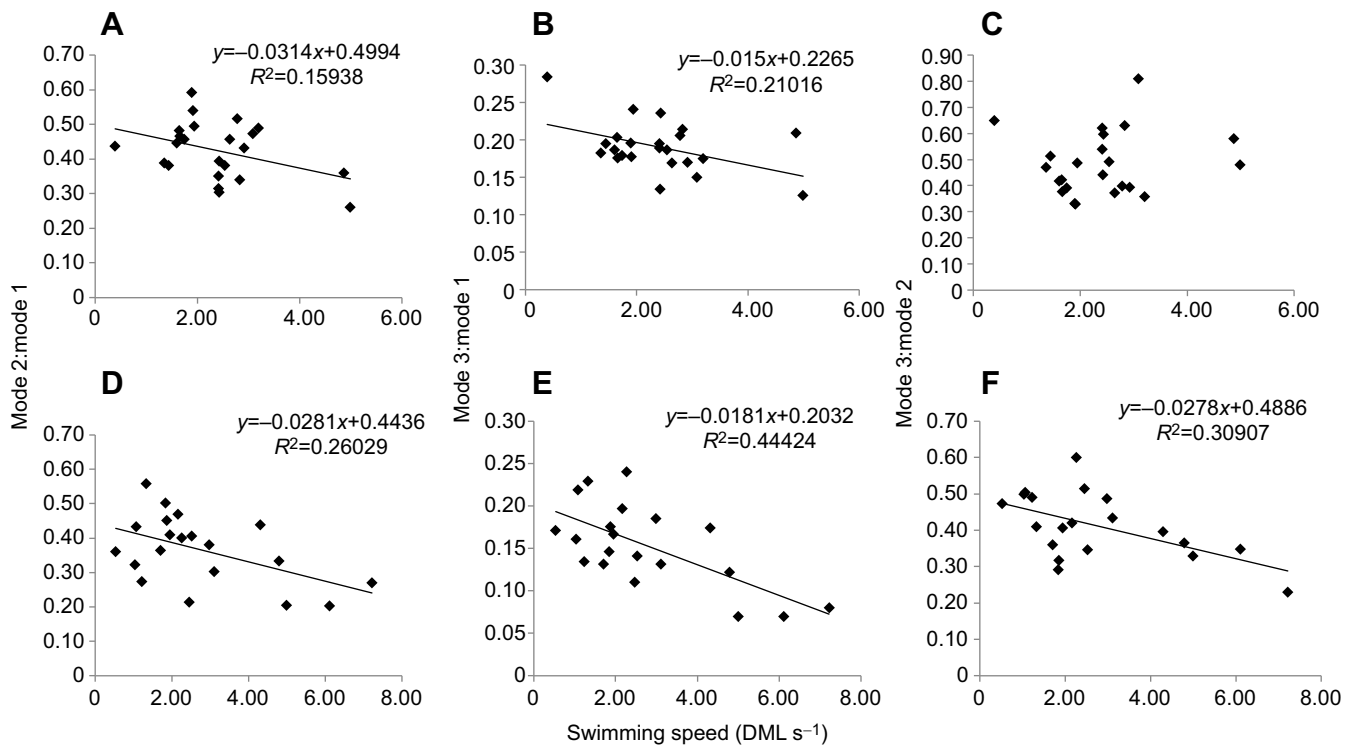 A
y=–0.0314x+0.4994
R²=0.15938
0.70
0.60
0.50
0.40
0.30
0.20
0.10
0
0 2.00 4.00 6.00
Mode 2:mode 1
B
y=–0.015x+0.2265
R²=0.21016
0.30
0.25
0.20
0.15
0.10
0.05
0
0 2.00 4.00 6.00
Mode 3:mode 1
C
0.90
0.80
0.70
0.60
0.50
0.40
0.30
0.20
0.10
0
0 2.00 4.00 6.00
Mode 3:mode 2
D
y=–0.0281x+0.4436
R²=0.26029
0.70
0.60
0.50
0.40
0.30
0.20
0.10
0
0 2.00 4.00 6.00 8.00
E
y=–0.0181x+0.2032
R²=0.44424
0.30
0.25
0.20
0.15
0.10
0.05
0
0 2.00 4.00 6.00 8.00
F
y=–0.0278x+0.4886
R²=0.30907
0.70
0.60
0.50
0.40
0.30
0.20
0.10
0
0 2.00 4.00 6.00 8.00
Swimming speed (DML s⁻¹)